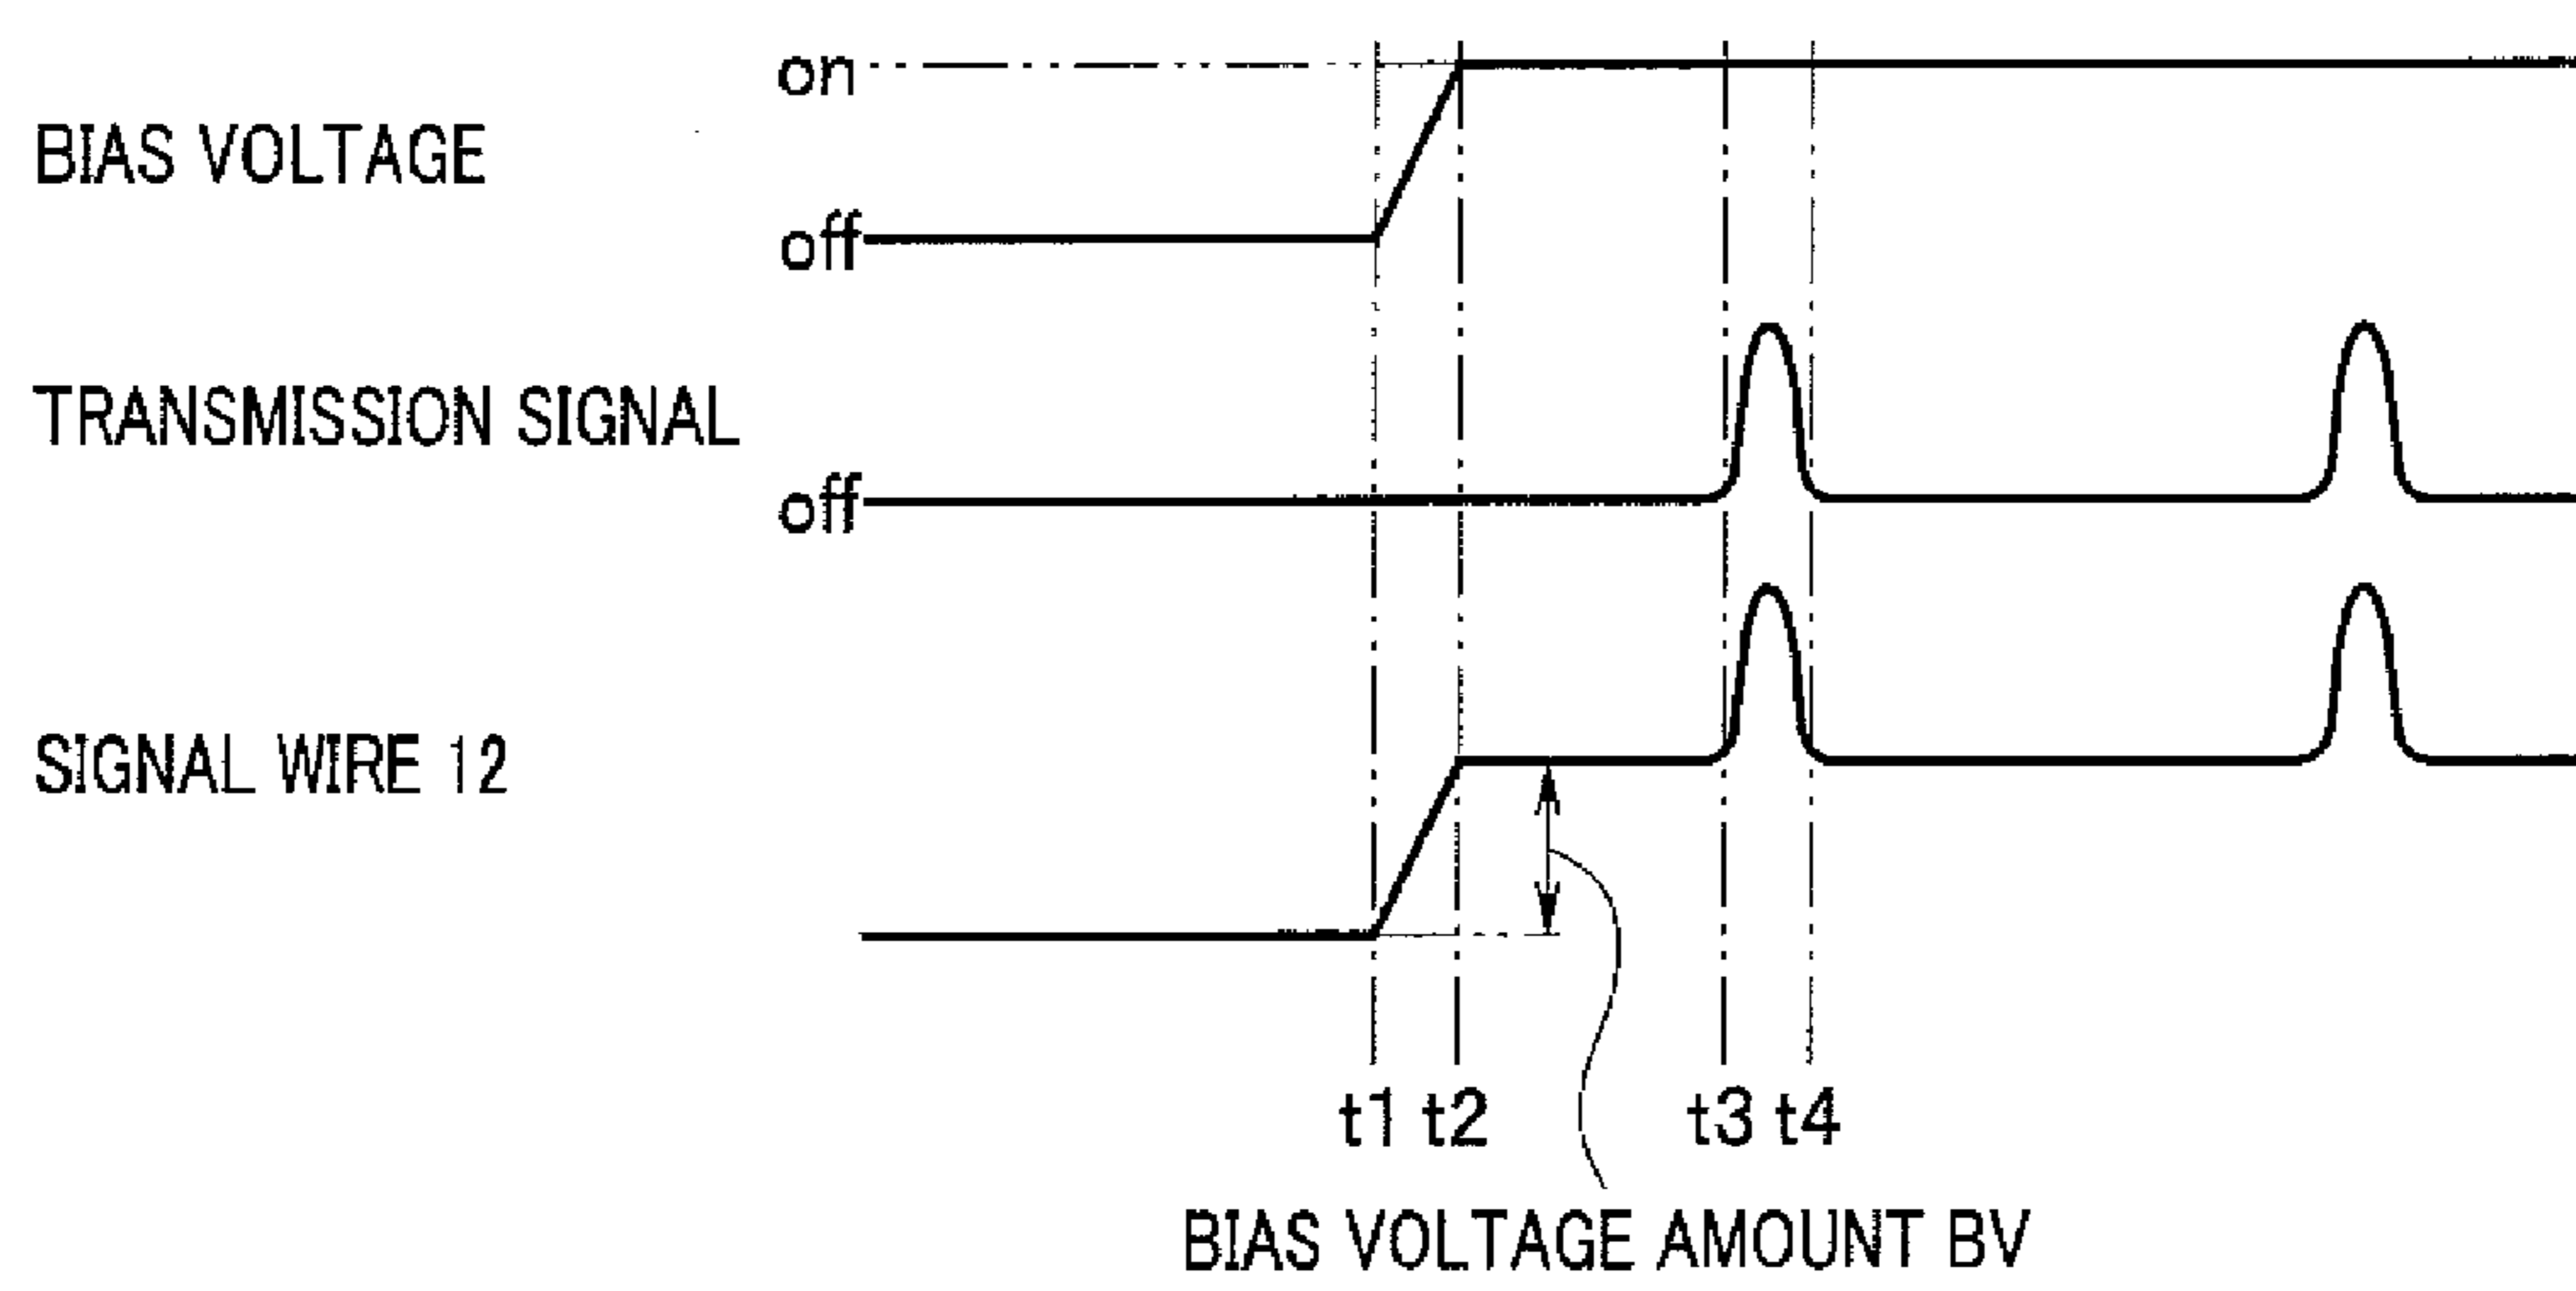 on
BIAS VOLTAGE
off
TRANSMISSION SIGNAL
off
SIGNAL WIRE 12
t1 t2 t3 t4
BIAS VOLTAGE AMOUNT BV